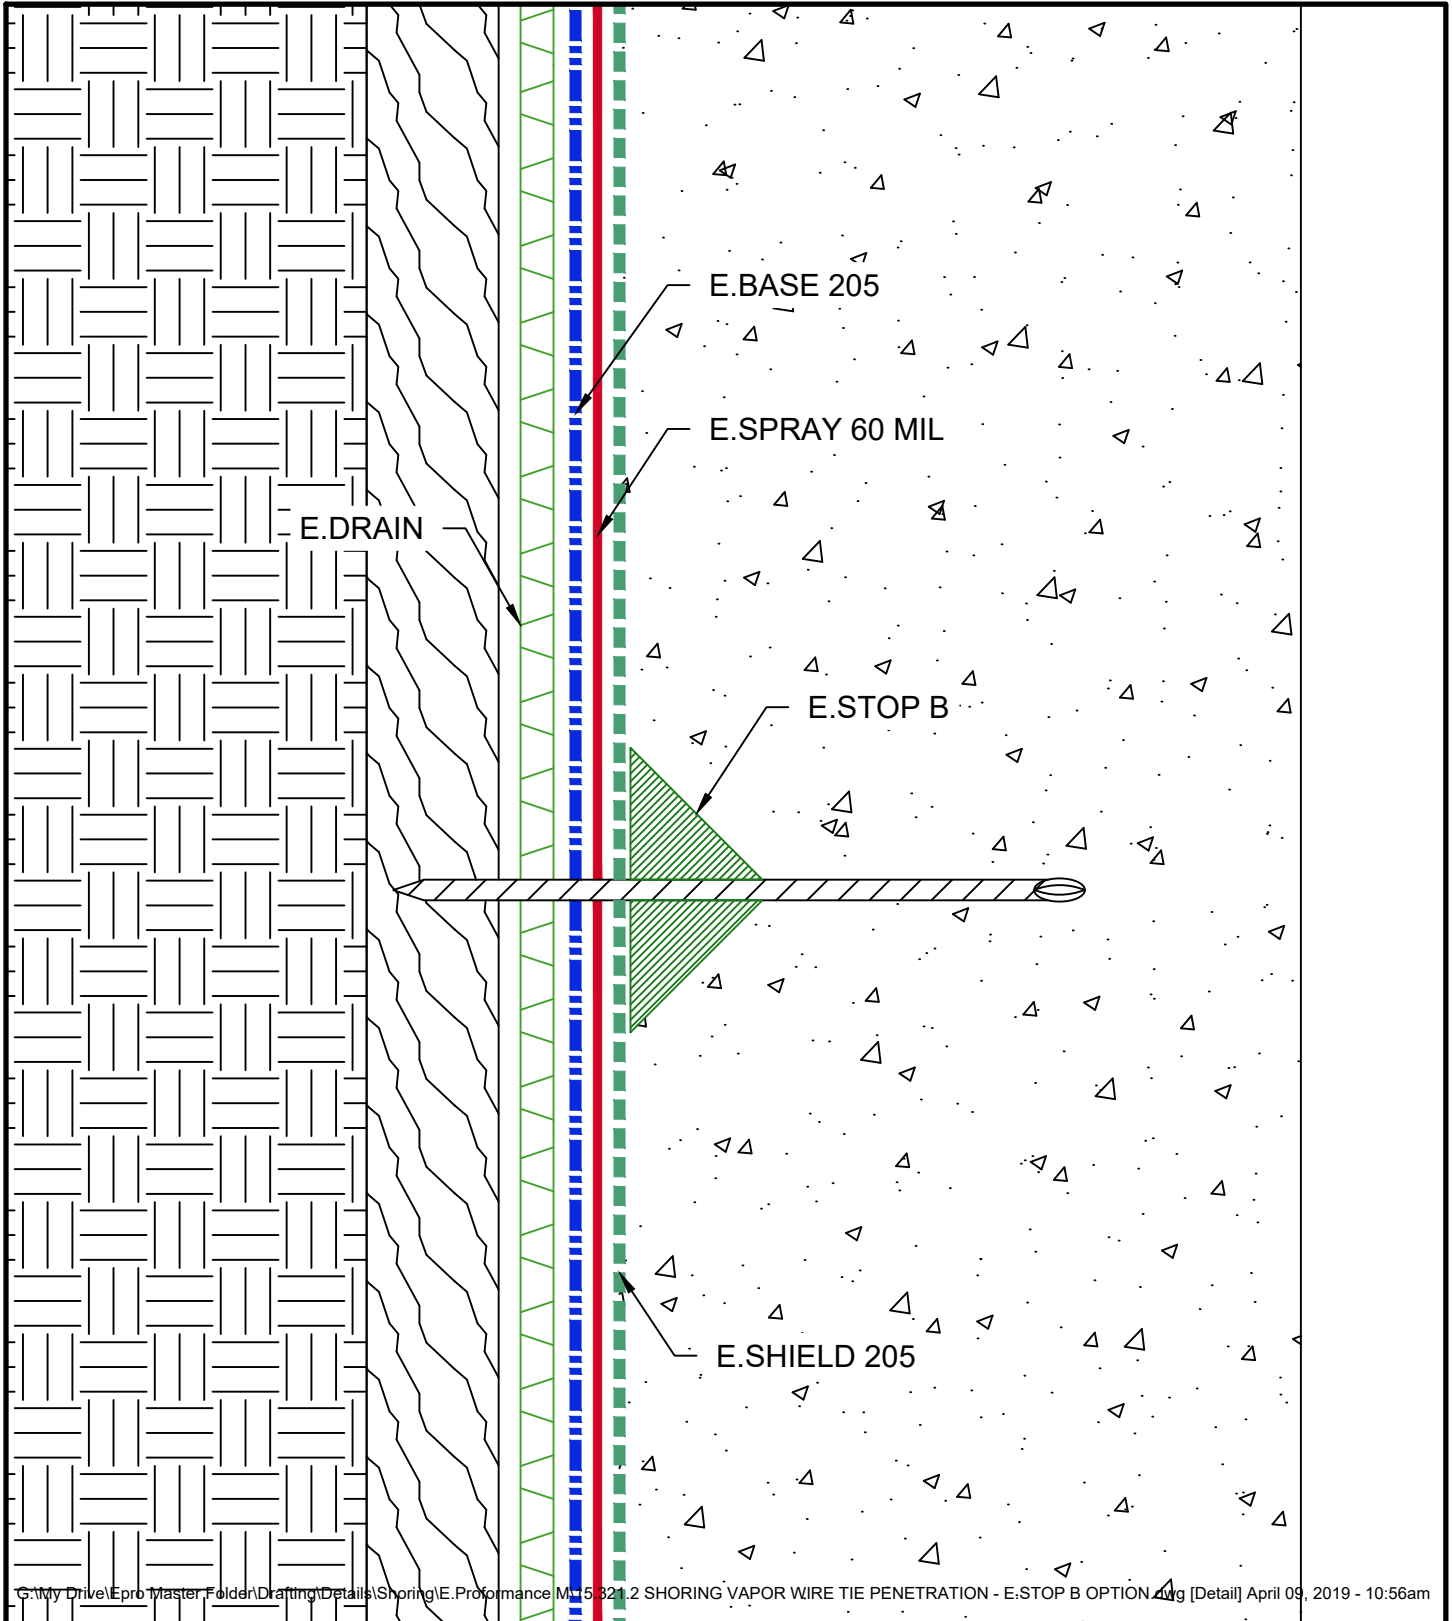 E.BASE 205
E.SPRAY 60 MIL
E.DRAIN
E.STOP B
E.SHIELD 205
G:\My Drive\Epro Master Folder\Drafting\Details\Shoring\E.Proformance M\15.321.2 SHORING VAPOR WIRE TIE PENETRATION - E-STOP B OPTION.dwg [Detail] April 09, 2019 - 10:56am